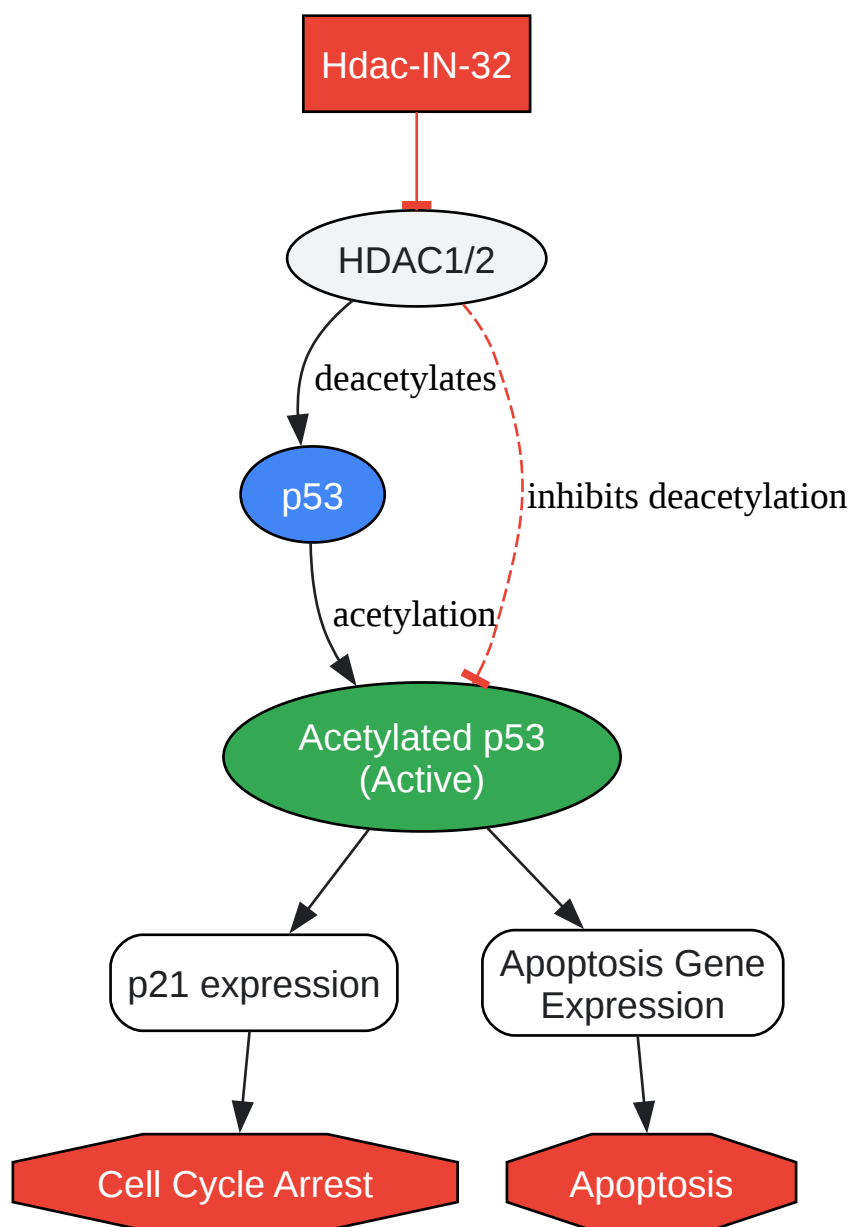 Hdac-IN-32
HDAC1/2
deacetylates
p53
inhibits deacetylation
acetylation
Acetylated p53
(Active)
p21 expression
Apoptosis Gene
Expression
Cell Cycle Arrest
Apoptosis